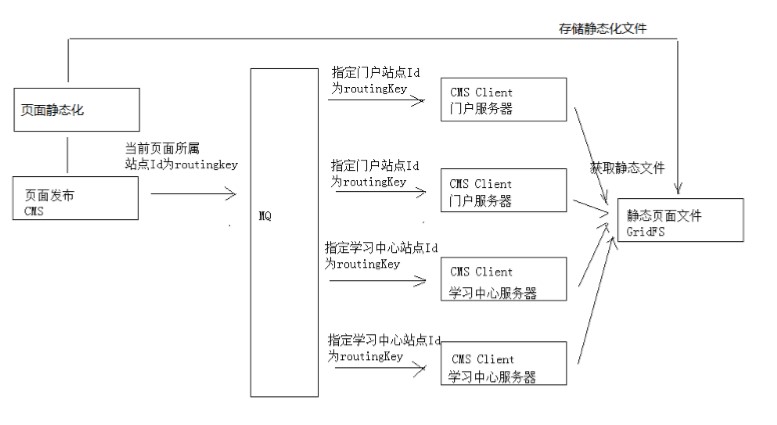 存储静态化文件
页面静态化
当前页面所属
站点Id为routingkey
页面发布
CMS
MQ
指定门户站点Id
为routingKey
CMS Client
门户服务器
指定门户站点Id
为routingKey
CMS Client
门户服务器
指定学习中心站点Id
为routingKey
CMS Client
学习中心服务器
指定学习中心站点Id
为routingKey
CMS Client
学习中心服务器
获取静态文件
静态页面文件
GridFS